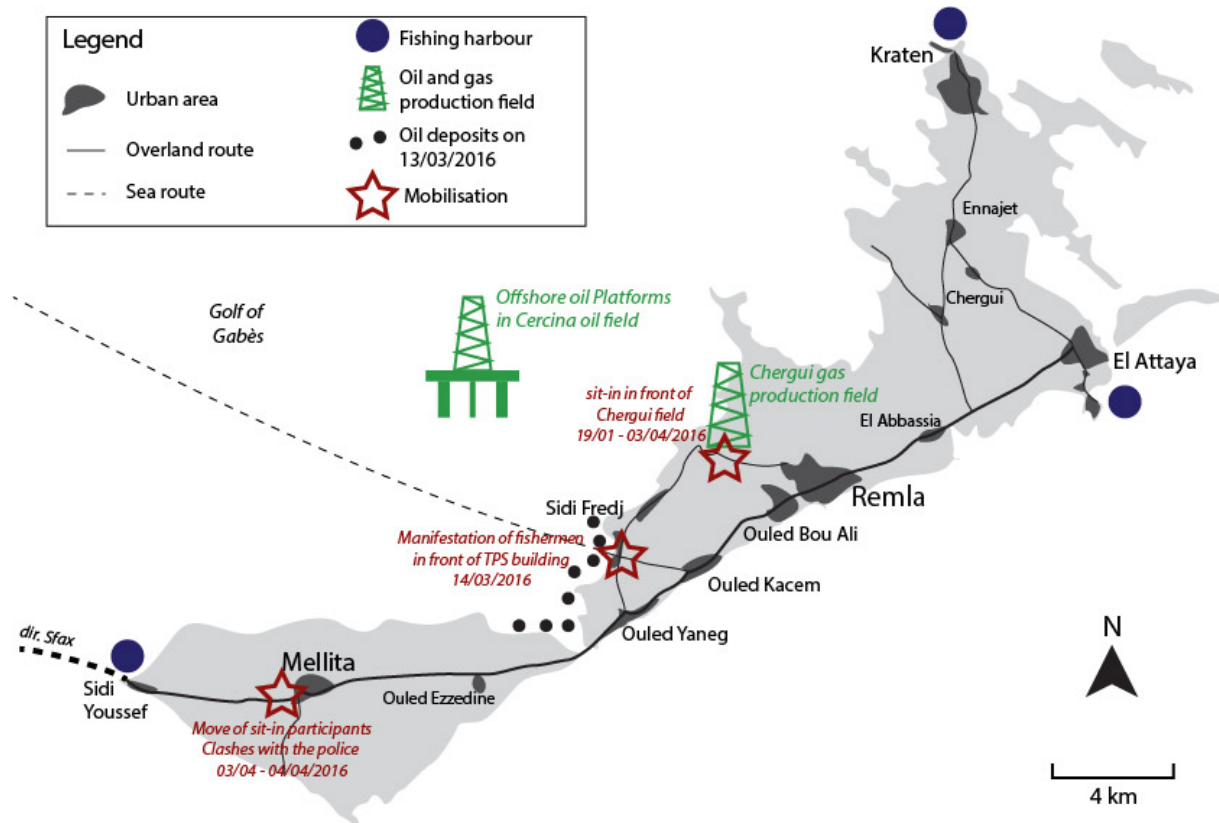 Legend
Urban area
Overland route
Sea route
Fishing harbour
Oil and gas
production field
Oil deposits on
13/03/2016
Mobilisation
Kraten
Ennajet
Chergui
El Attaya
Golf of
Gabès
Offshore oil Platforms
in Cercina oil field
sit-in in front of
Chergui field
19/01 - 03/04/2016
Chergui gas
production field
El Abbassia
Remla
Sidi Fredj
Ouled Bou Ali
Manifestation of fishermen
in front of TPS building
14/03/2016
Ouled Kacem
Ouled Yaneg
dir. Sfax
Mellita
Sidi
Youssef
Ouled Ezzedine
Move of sit-in participants
Clashes with the police
03/04 - 04/04/2016
N
4 km